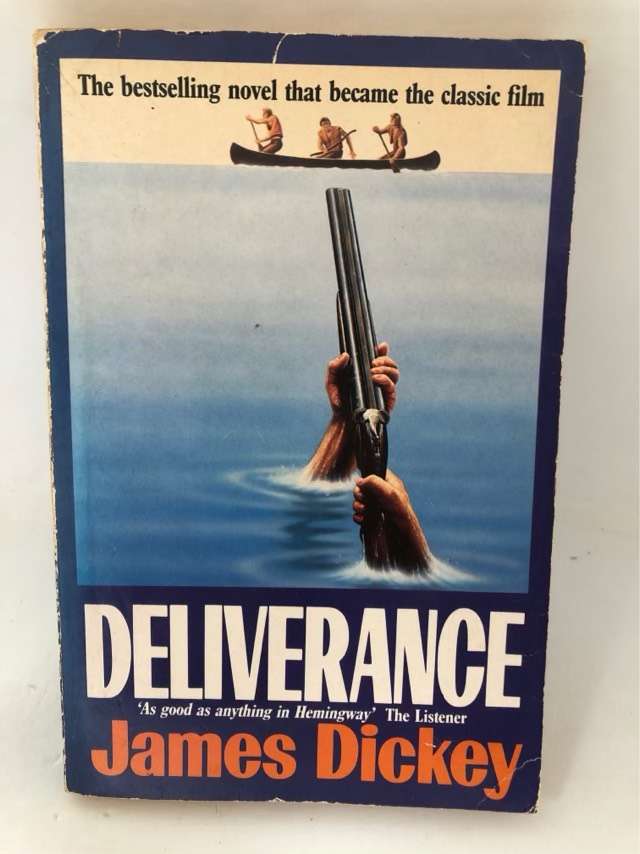 The bestselling novel that became the classic film
DELIVERANCE
'As good as anything in Hemingway' The Listener
James Dickey